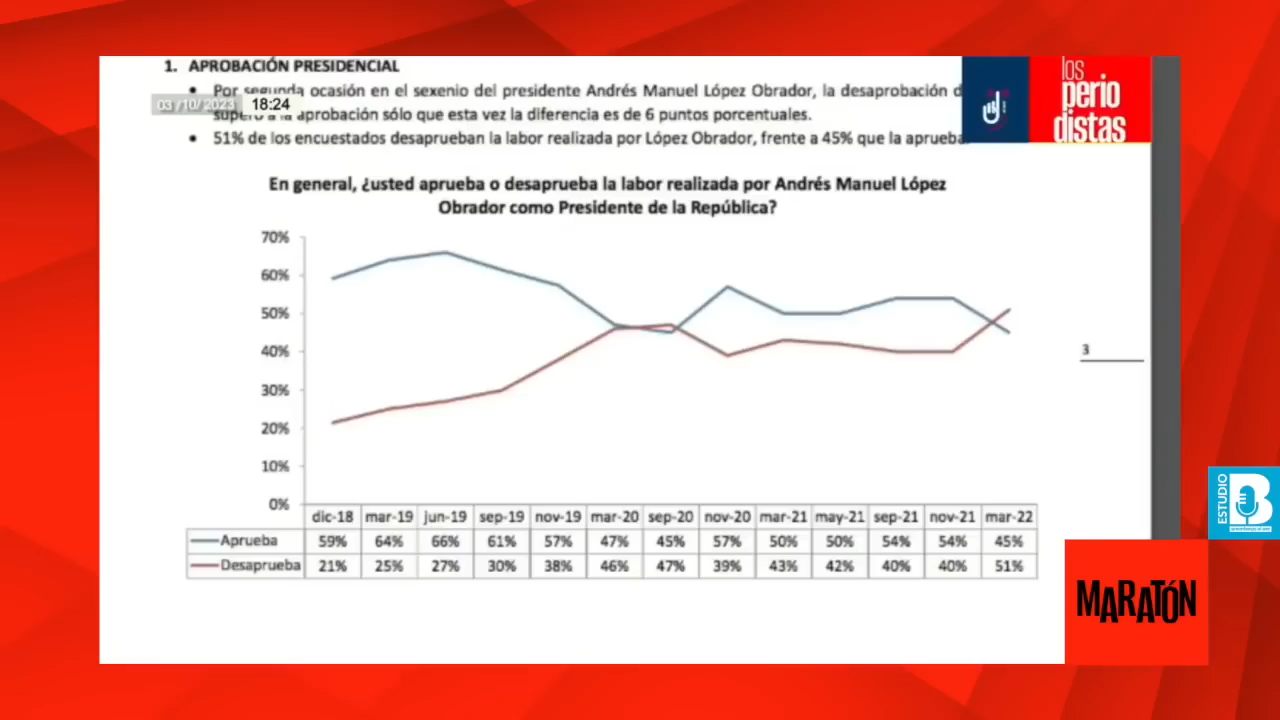 1. APROBACIÓN PRESIDENCIAL
• Por segunda ocasión en el sexenio del presidente Andrés Manuel López Obrador, la desaprobación d
03/10/2023 18:24
aprobación sólo que esta vez la diferencia es de 6 puntos porcentuales.
• 51% de los encuestados desaprueban la labor realizada por López Obrador, frente a 45% que la aprueba
los
perio
distas
En general, ¿usted aprueba o desaprueba la labor realizada por Andrés Manuel López
Obrador como Presidente de la República?
70%
60%
50%
40%
30%
20%
10%
0%
3
dic-18 mar-19 jun-19 sep-19 nov-19 mar-20 sep-20 nov-20 mar-21 may-21 sep-21 nov-21 mar-22
Aprueba 59% 64% 66% 61% 57% 47% 45% 57% 50% 50% 54% 54% 45%
Desaprueba 21% 25% 27% 30% 38% 46% 47% 39% 43% 42% 40% 40% 51%
ESTUDIO
B
MARATÓN